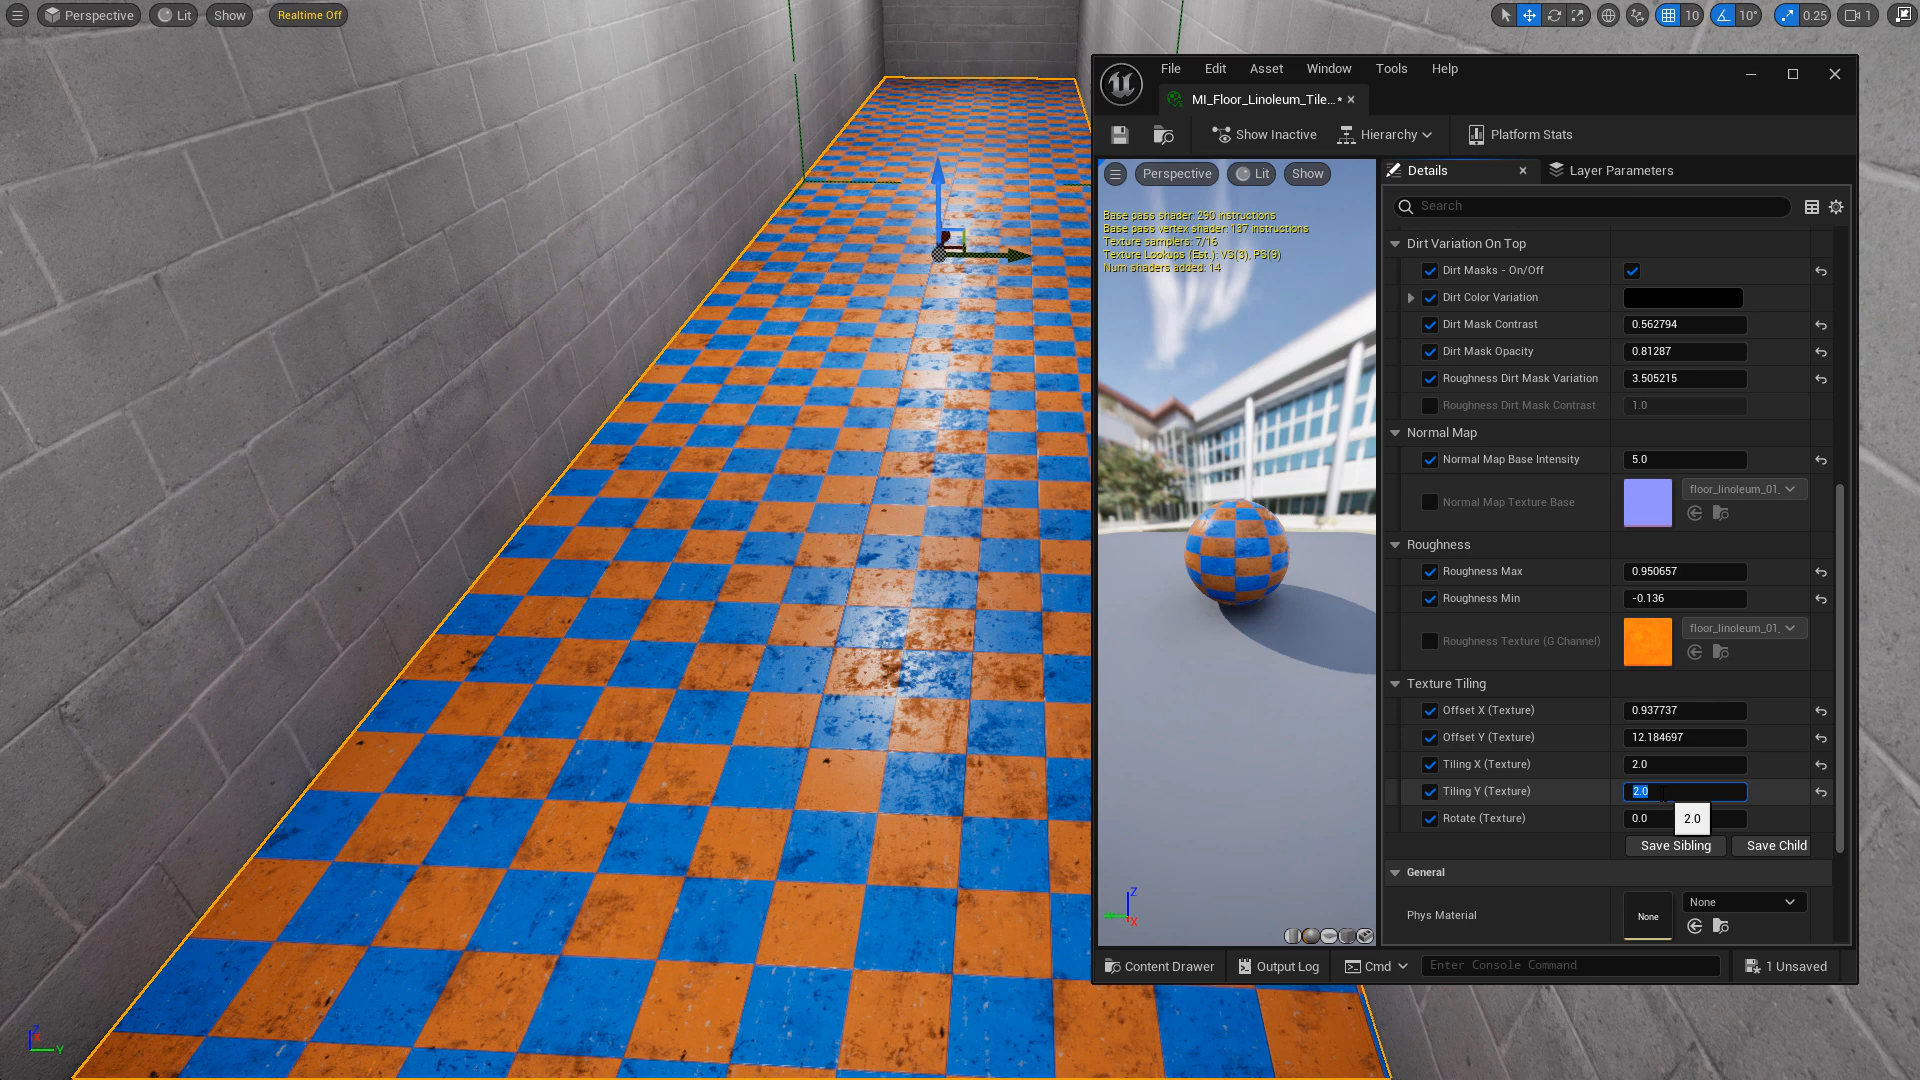 Perspective
Lit
Show
Realtime Off
10
10°
0.25
1
File
Edit
Asset
Window
Tools
Help
MI_Floor_Linoleum_Tile...*
Show Inactive
Hierarchy
Platform Stats
Perspective
Lit
Show
Base pass shader: 290 instructions
Base pass vertex shader: 137 instructions
Texture samplers: 7/16
Texture Lookups (Est.): VS(3), PS(9)
Num shaders added: 14
Details
Layer Parameters
Search
Dirt Variation On Top
Dirt Masks - On/Off
Dirt Color Variation
Dirt Mask Contrast
0.562794
Dirt Mask Opacity
0.81287
Roughness Dirt Mask Variation
3.505215
Roughness Dirt Mask Contrast
1.0
Normal Map
Normal Map Base Intensity
5.0
Normal Map Texture Base
floor_linoleum_01_
Roughness
Roughness Max
0.950657
Roughness Min
-0.136
Roughness Texture (G Channel)
floor_linoleum_01_
Texture Tiling
Offset X (Texture)
0.937737
Offset Y (Texture)
12.184697
Tiling X (Texture)
2.0
Tiling Y (Texture)
2.0
Rotate (Texture)
0.0
2.0
Save Sibling
Save Child
General
Phys Material
None
None
Z
X
Content Drawer
Output Log
Cmd
Enter Console Command
1 Unsaved
Z
X
Y